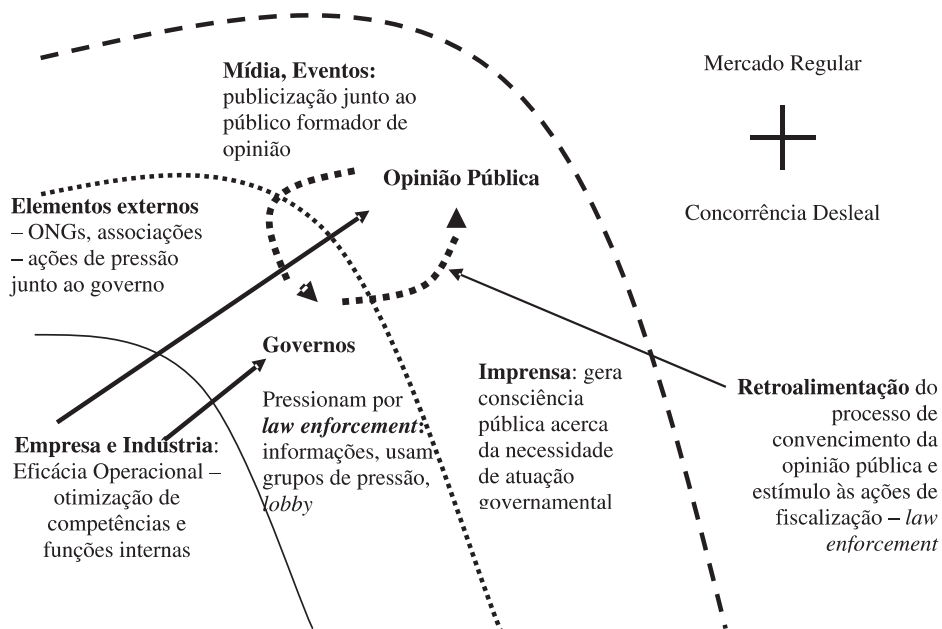 Mídia, Eventos:
publicização junto ao
público formador de
opinião
Mercado Regular
Opinião Pública
Concorrência Desleal
Elementos externos
– ONGs, associações
– ações de pressão
junto ao governo
Governos
Pressionam por
law enforcement:
informações, usam
grupos de pressão,
lobby
Imprensa: gera
consciência
pública acerca
da necessidade
de atuação
governamental
Retroalimentação do
processo de
convencimento da
opinião pública e
estímulo às ações de
fiscalização – law
enforcement
Empresa e Indústria:
Eficácia Operacional –
otimização de
competências e
funções internas